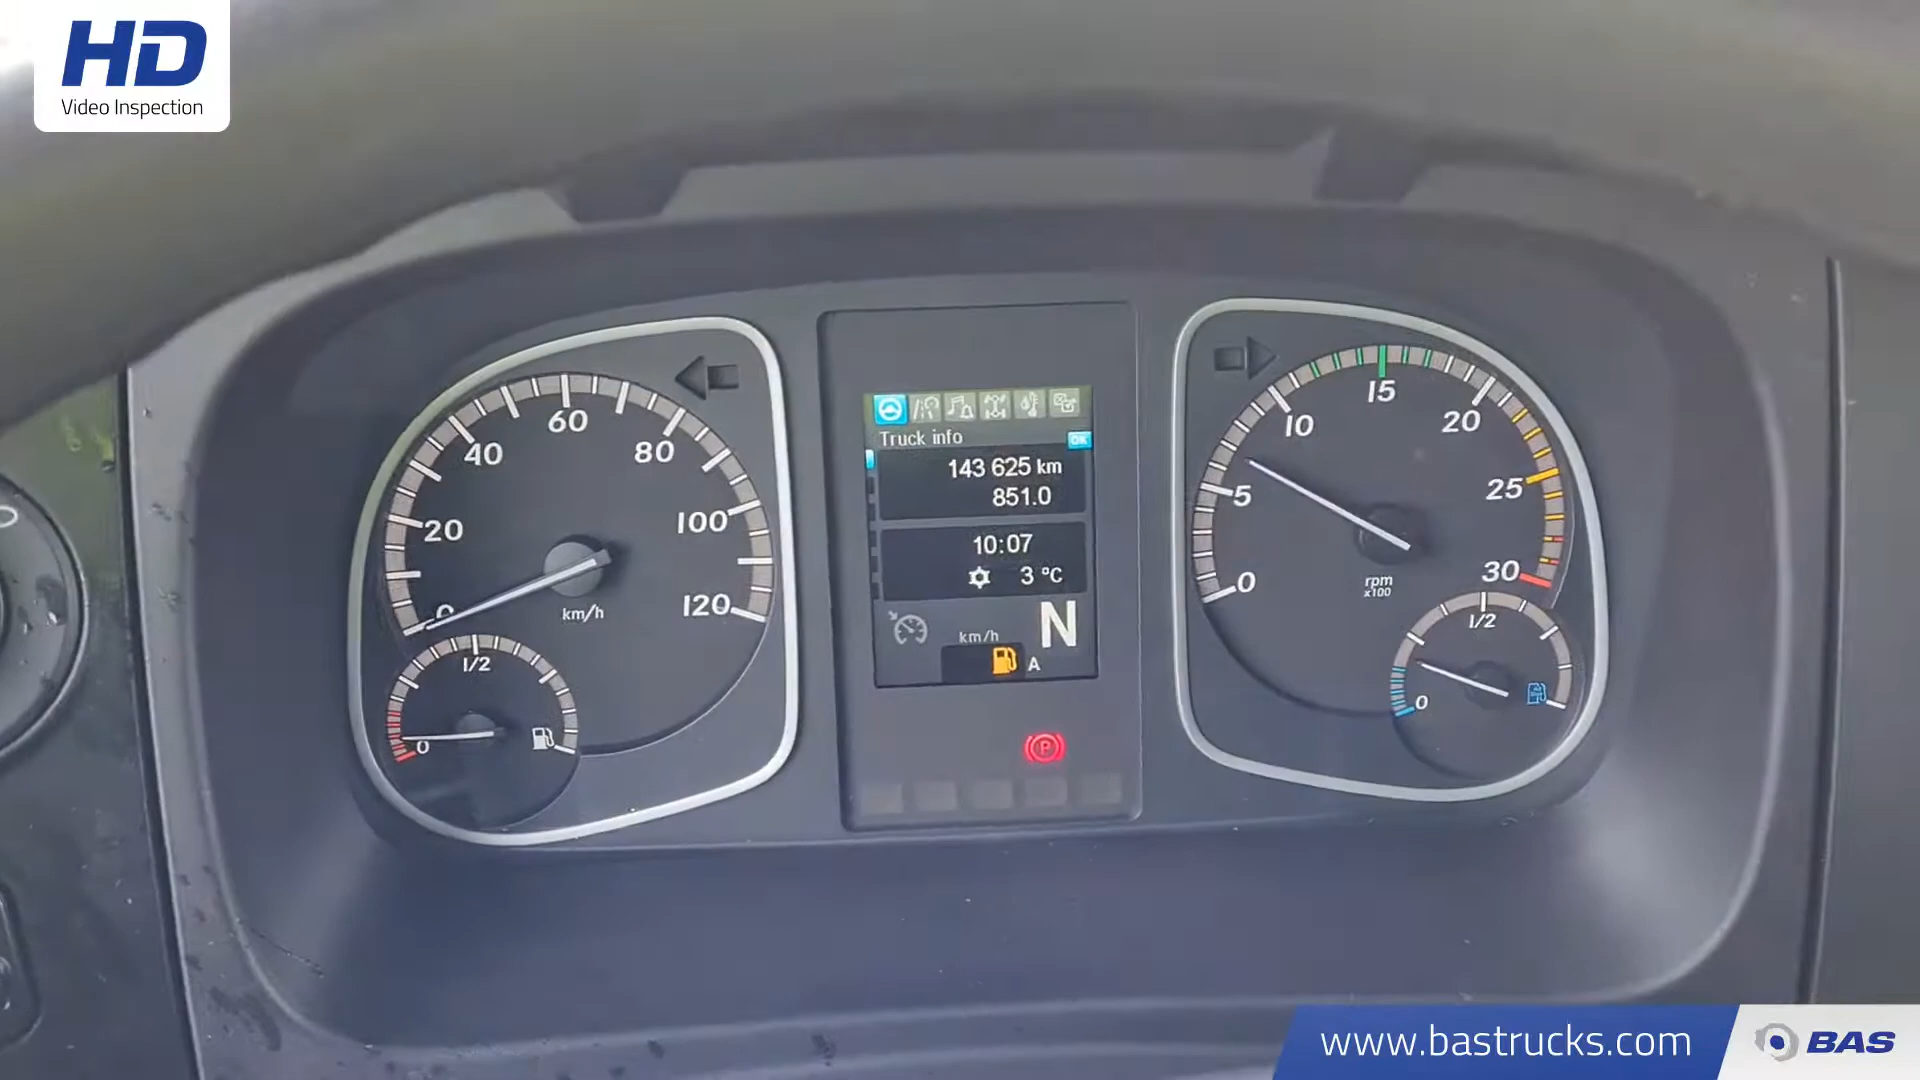 HD
Video Inspection
0
20
40
60
80
100
120
km/h
0
1/2
Truck info
OK
143 625 km
851.0
10:07
3 °C
km/h
N
A
P
0
5
10
15
20
25
30
rpm
x100
0
1/2
www.bastrucks.com
BAS